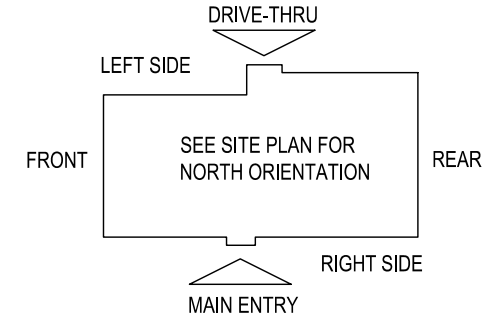 DRIVE-THRU
LEFT SIDE
FRONT
SEE SITE PLAN FOR
NORTH ORIENTATION
REAR
RIGHT SIDE
MAIN ENTRY